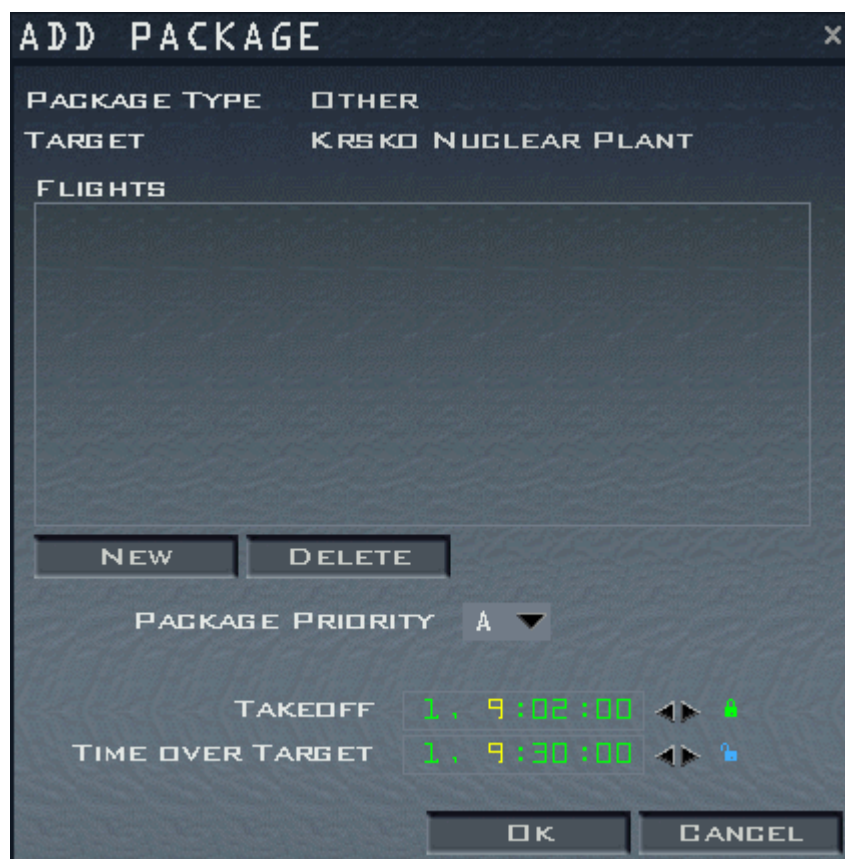 ADD PACKAGE
PACKAGE TYPE OTHER
TARGET KRSKO NUCLEAR PLANT
FLIGHTS
NEW DELETE
PACKAGE PRIORITY A
TAKEOFF 1, 9:02:00
TIME OVER TARGET 1, 9:30:00
OK CANCEL